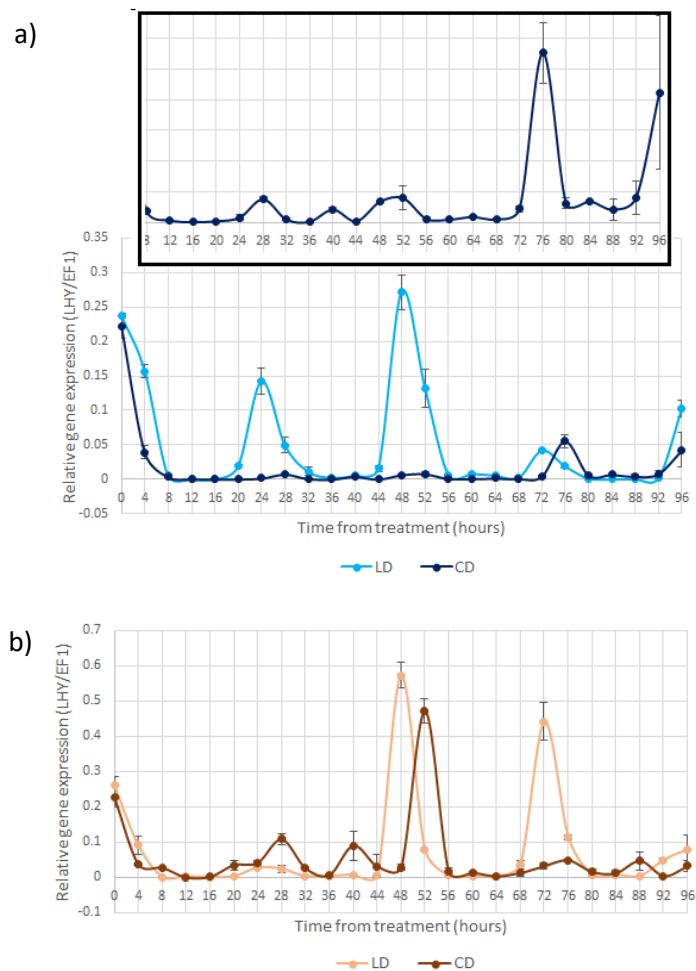 a)
8 12 16 20 24 28 32 36 40 44 48 52 56 60 64 68 72 76 80 84 88 92 96
0.35
0.3
0.25
0.2
0.15
0.1
0.05
0
-0.05
Relative gene expression (LHY/EF1)
0 4 8 12 16 20 24 28 32 36 40 44 48 52 56 60 64 68 72 76 80 84 88 92 96
Time from treatment (hours)
LD CD
b)
0.7
0.6
0.5
0.4
0.3
0.2
0.1
0
-0.1
Relative gene expression (LHY/EF1)
0 4 8 12 16 20 24 28 32 36 40 44 48 52 56 60 64 68 72 76 80 84 88 92 96
Time from treatment (hours)
LD CD